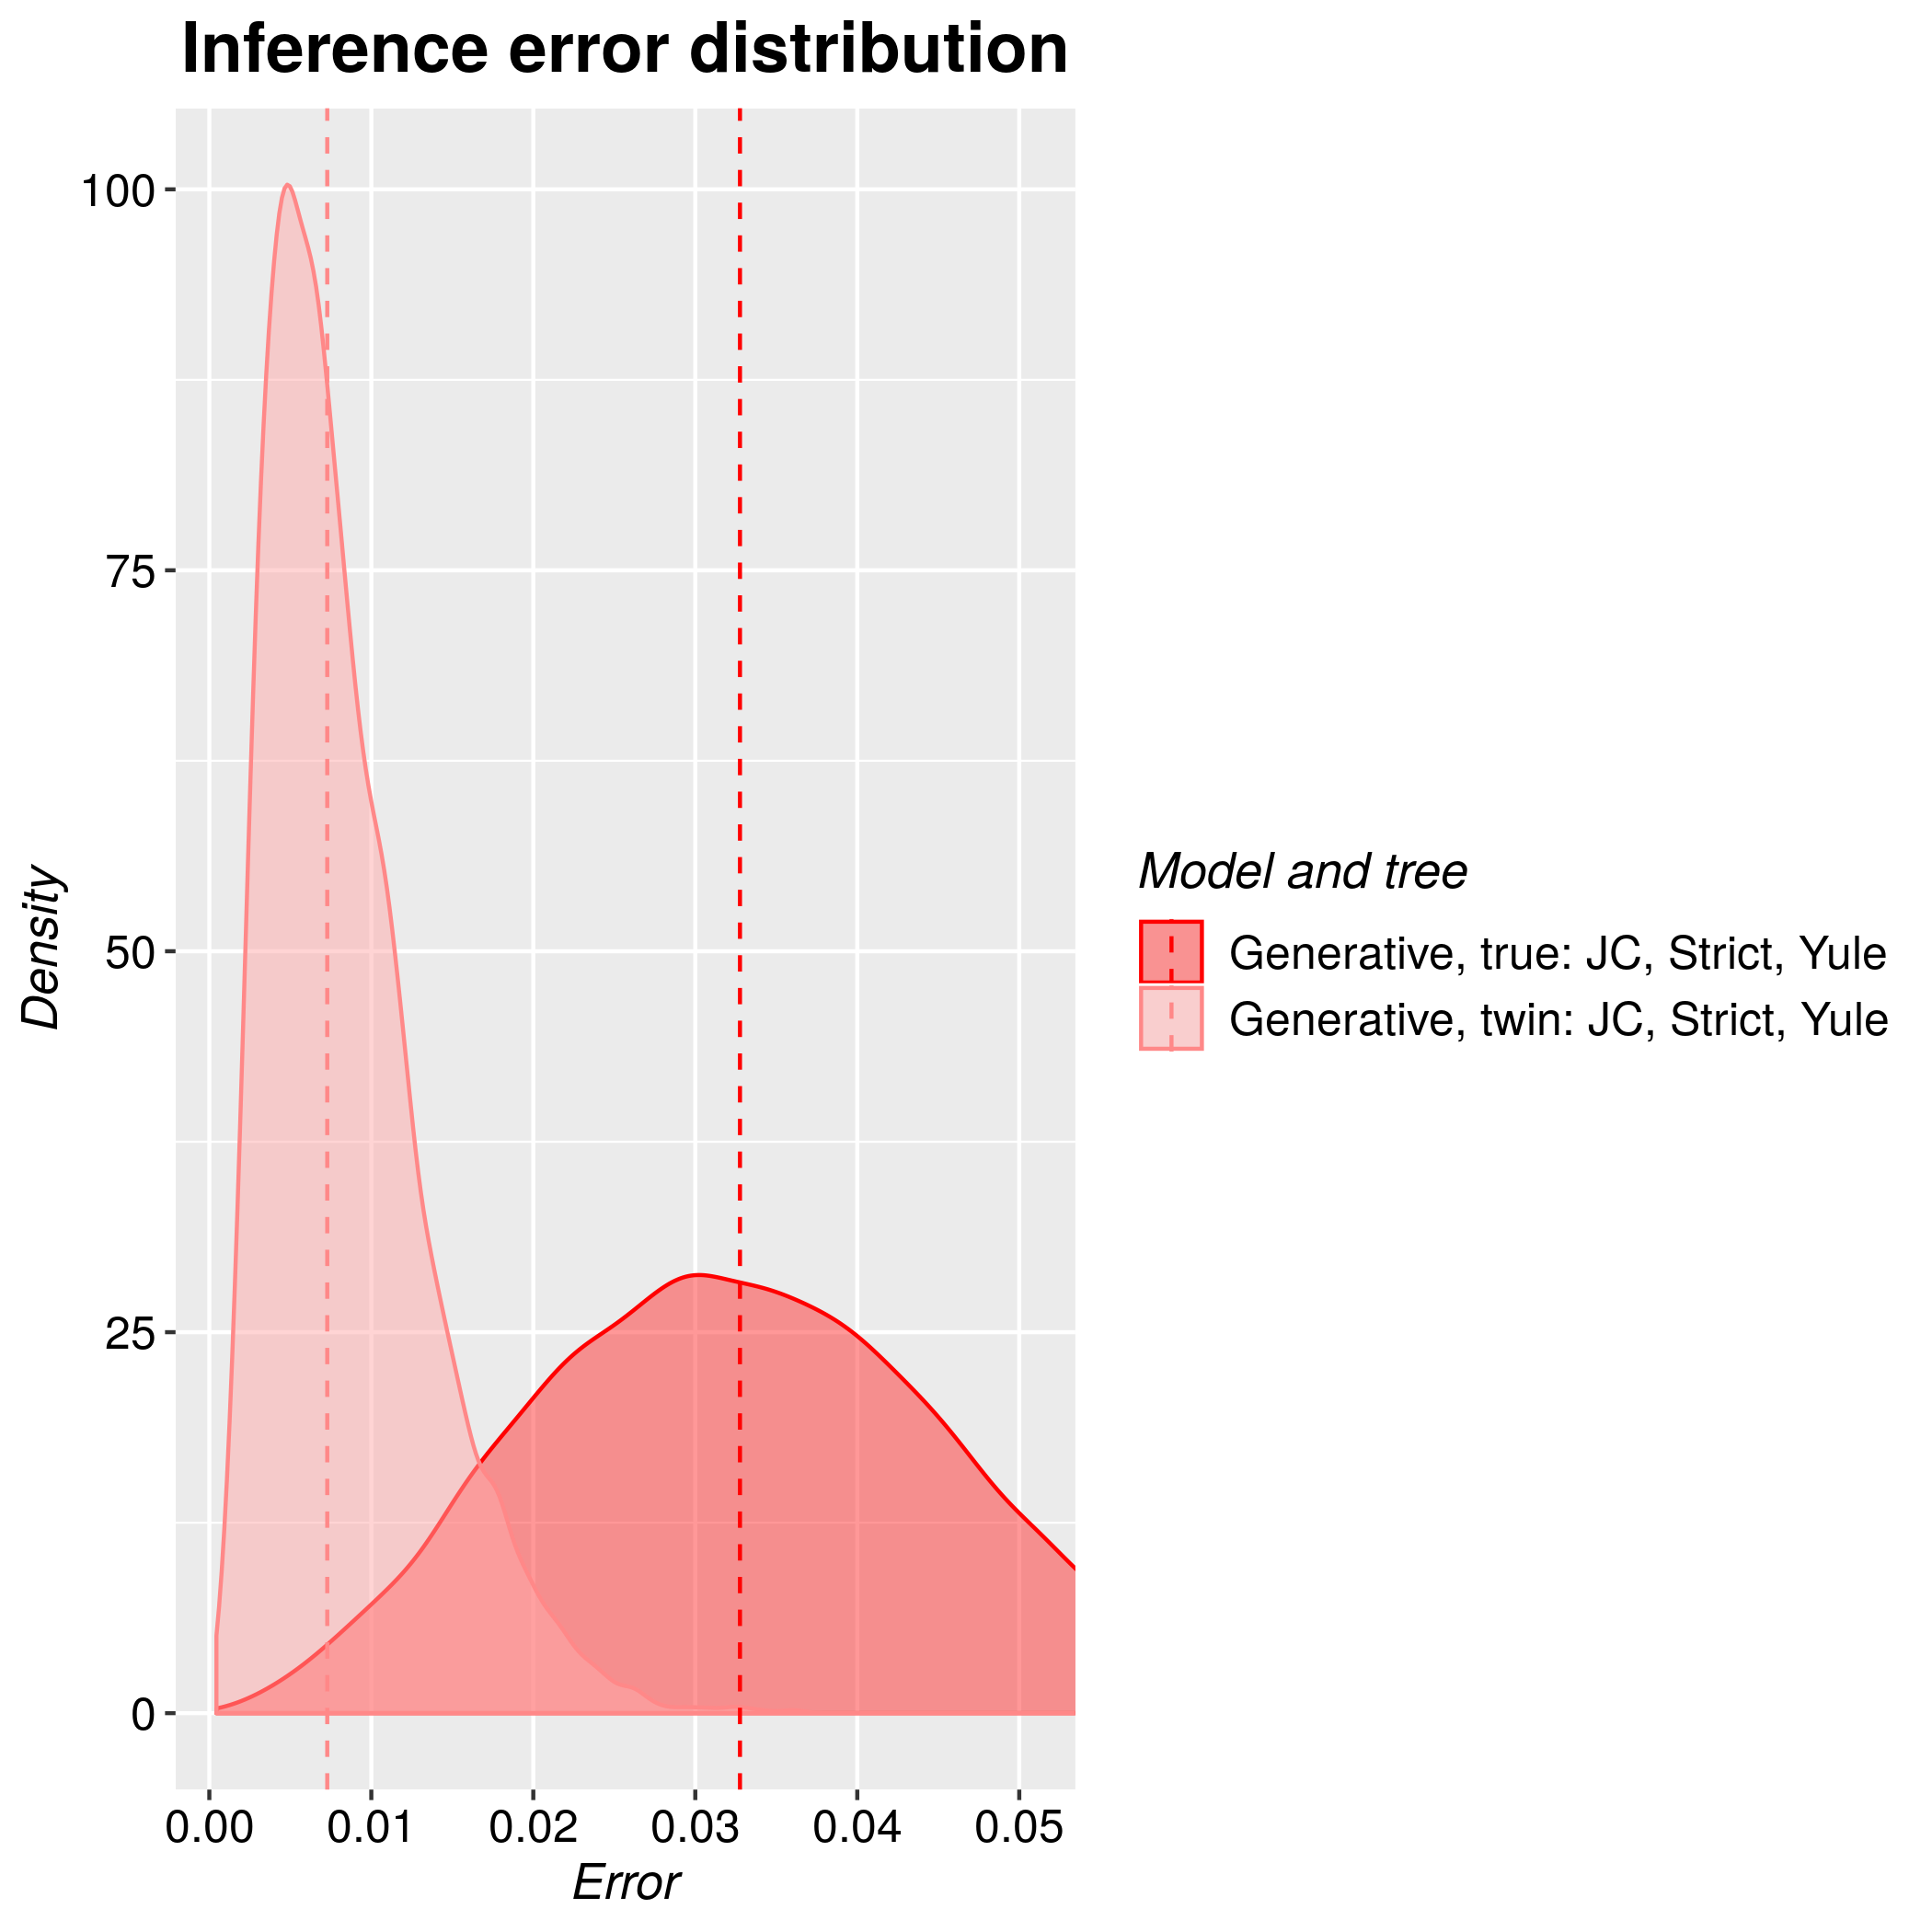 Inference error distribution
100
75
50
25
0
Density
0.00 0.01 0.02 0.03 0.04 0.05
Error
Model and tree
Generative, true: JC, Strict, Yule
Generative, twin: JC, Strict, Yule